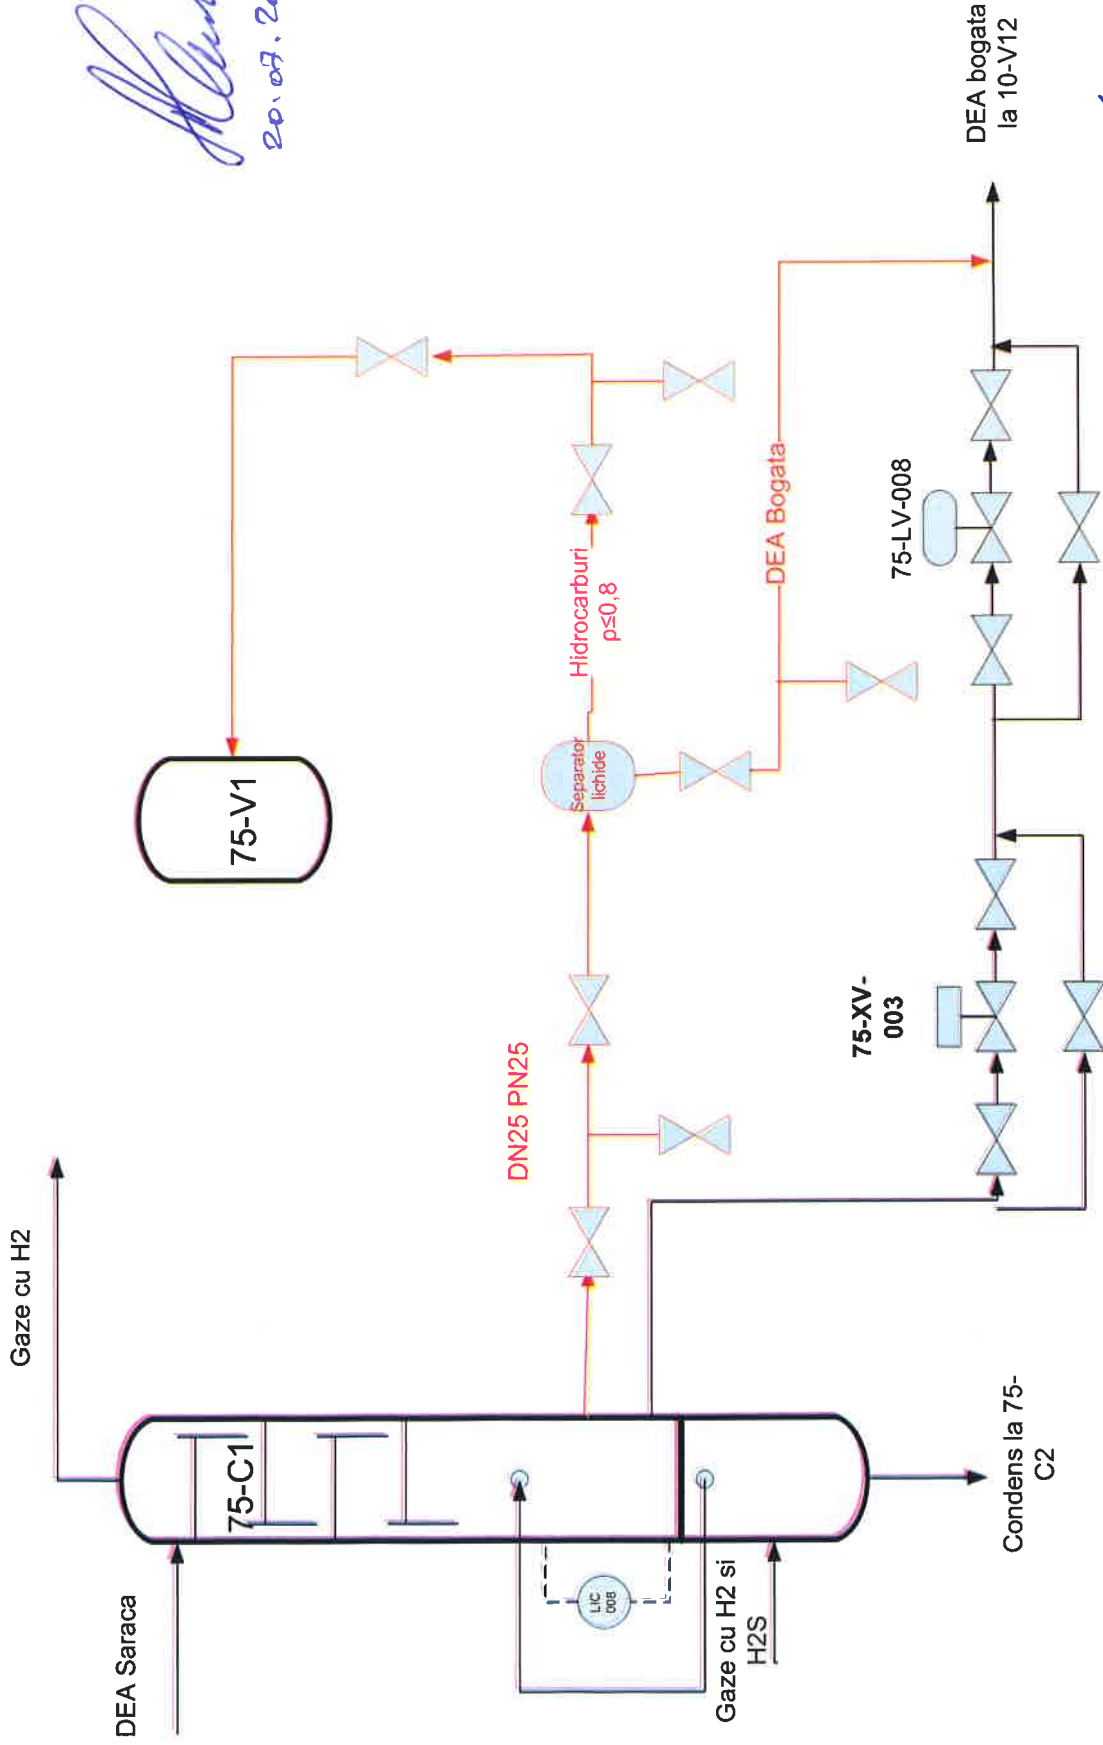 20.07.20
Gaze cu H2
DEA Saraca
75-C1
LIC
008
Gaze cu H2 si
H2S
Condens la 75-
C2
75-V1
DN25 PN25
Separator
lichide
Hidrocarburi
ρ≤0,8
DEA Bogata
75-XV-
003
75-LV-008
DEA bogata
la 10-V12